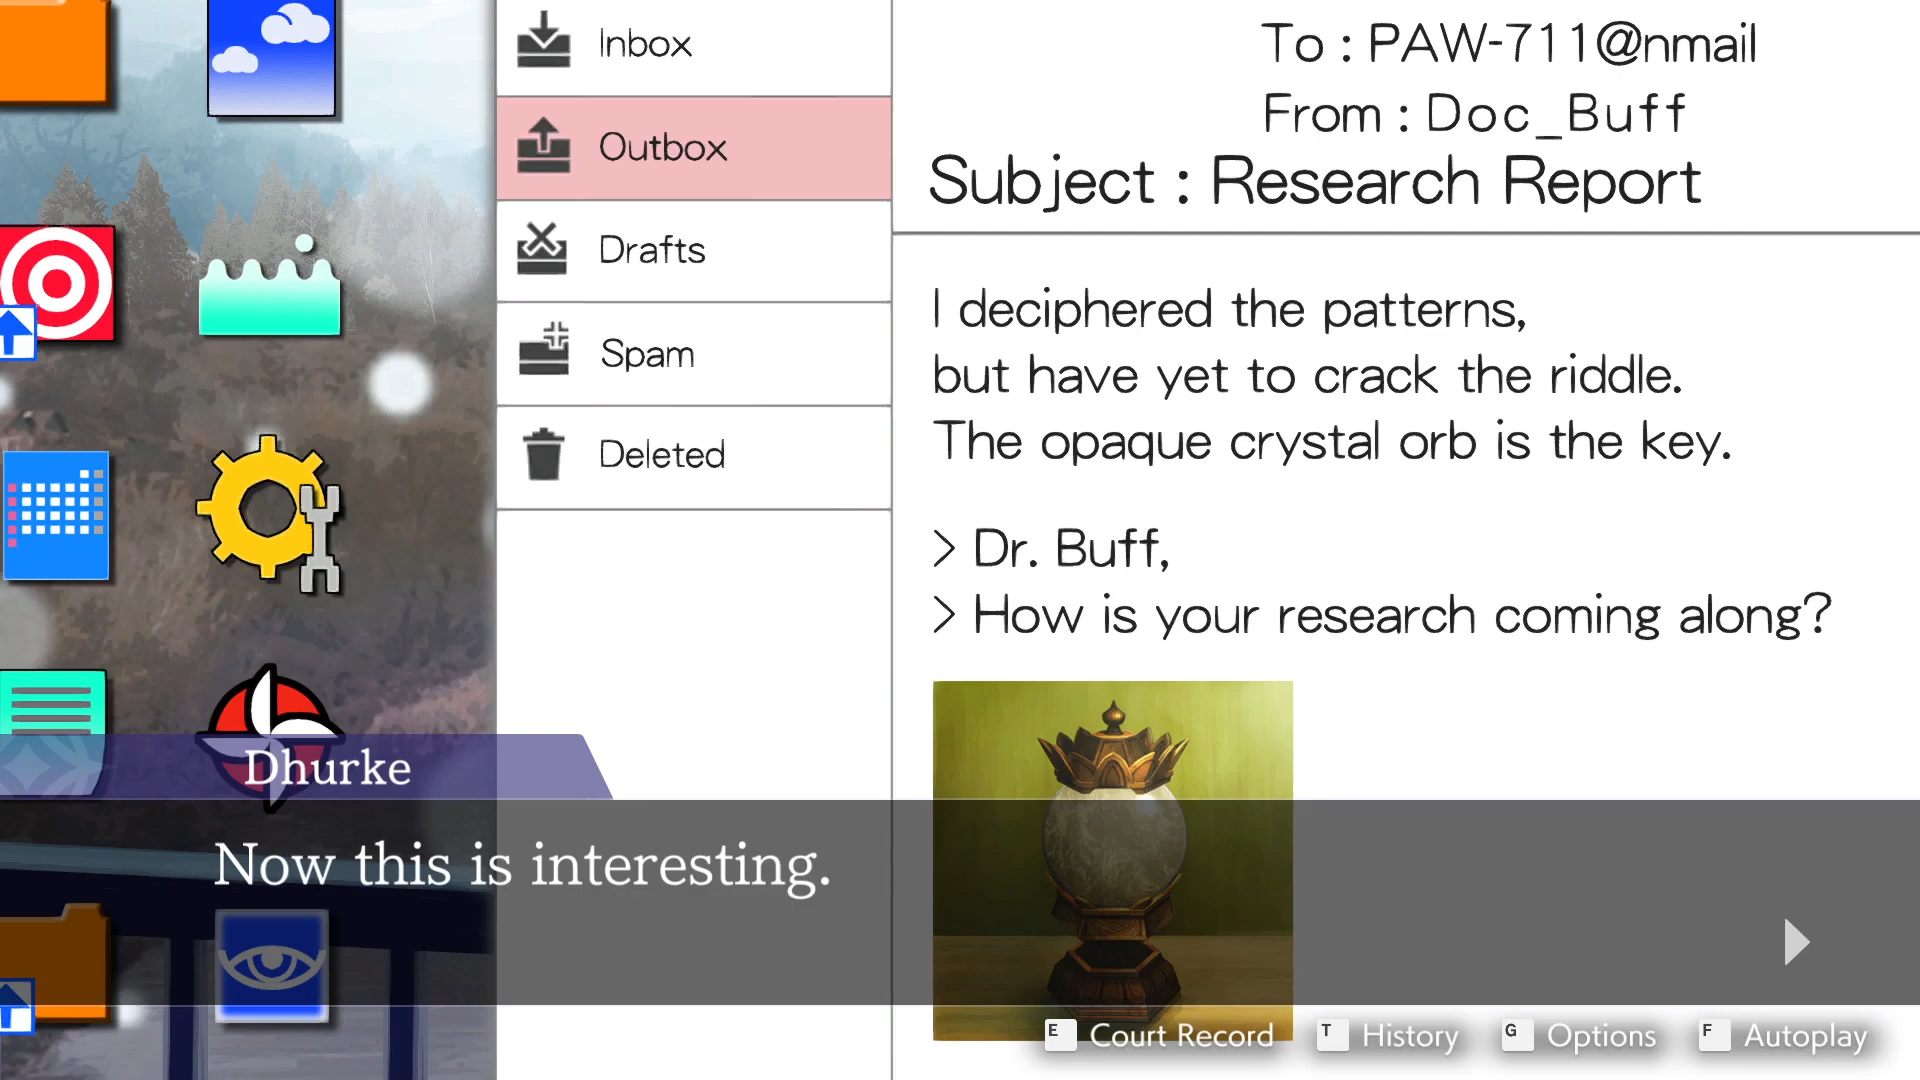 Inbox
Outbox
Drafts
Spam
Deleted
To : PAW-711@nmail
From : Doc_Buff
Subject : Research Report
I deciphered the patterns,
but have yet to crack the riddle.
The opaque crystal orb is the key.
> Dr. Buff,
> How is your research coming along?
Dhurke
Now this is interesting.
E Court Record T History G Options F Autoplay